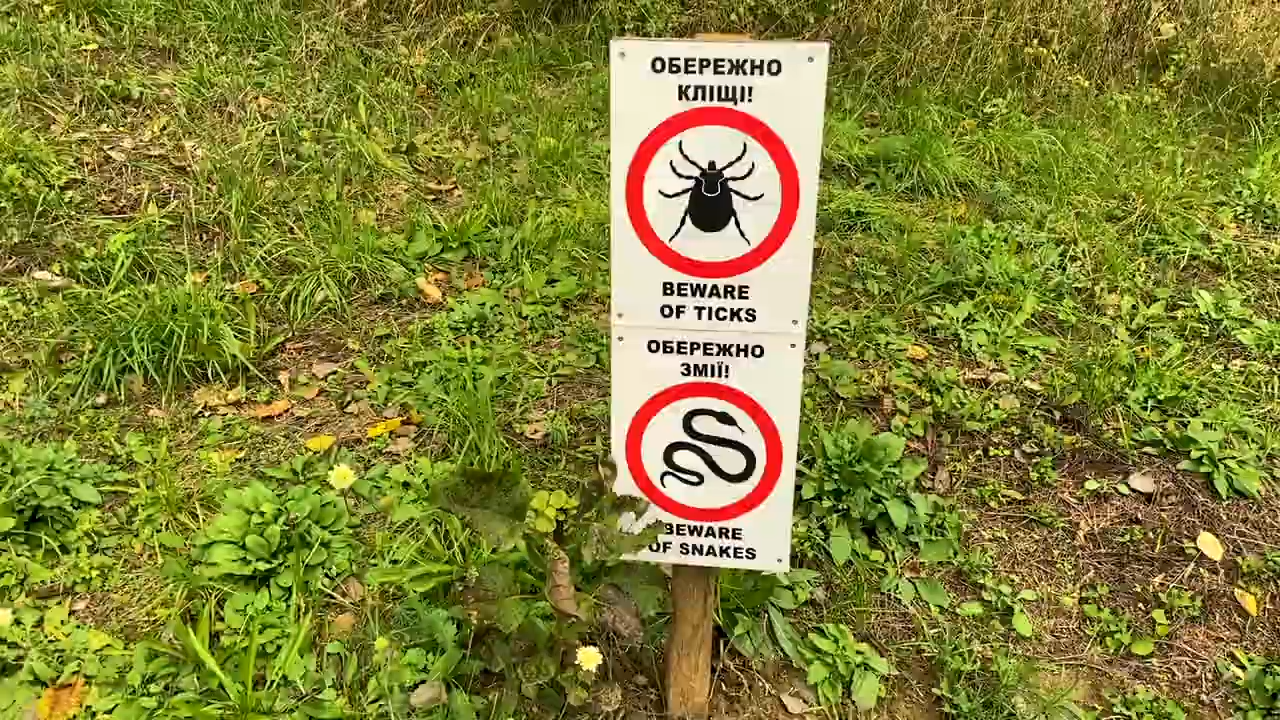 ОБЕРЕЖНО
КЛІЩІ!
BEWARE
OF TICKS
ОБЕРЕЖНО
ЗМІЇ!
BEWARE
OF SNAKES